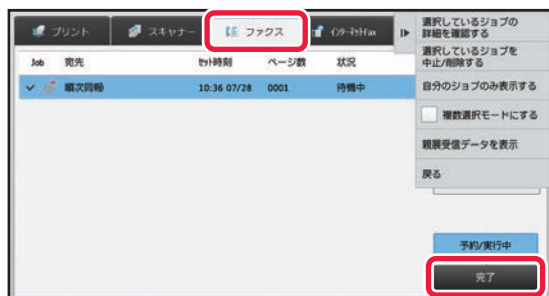 プリント
スキャナー
ファクス
インターネットFax
Job 宛先 セット時刻 ページ数 状況
順次同報 10:36 07/28 0001 待機中
選択しているジョブの
詳細を確認する
選択しているジョブを
中止/削除する
自分のジョブのみ表示する
複数選択モードにする
親展受信データを表示
戻る
予約/実行中
完了